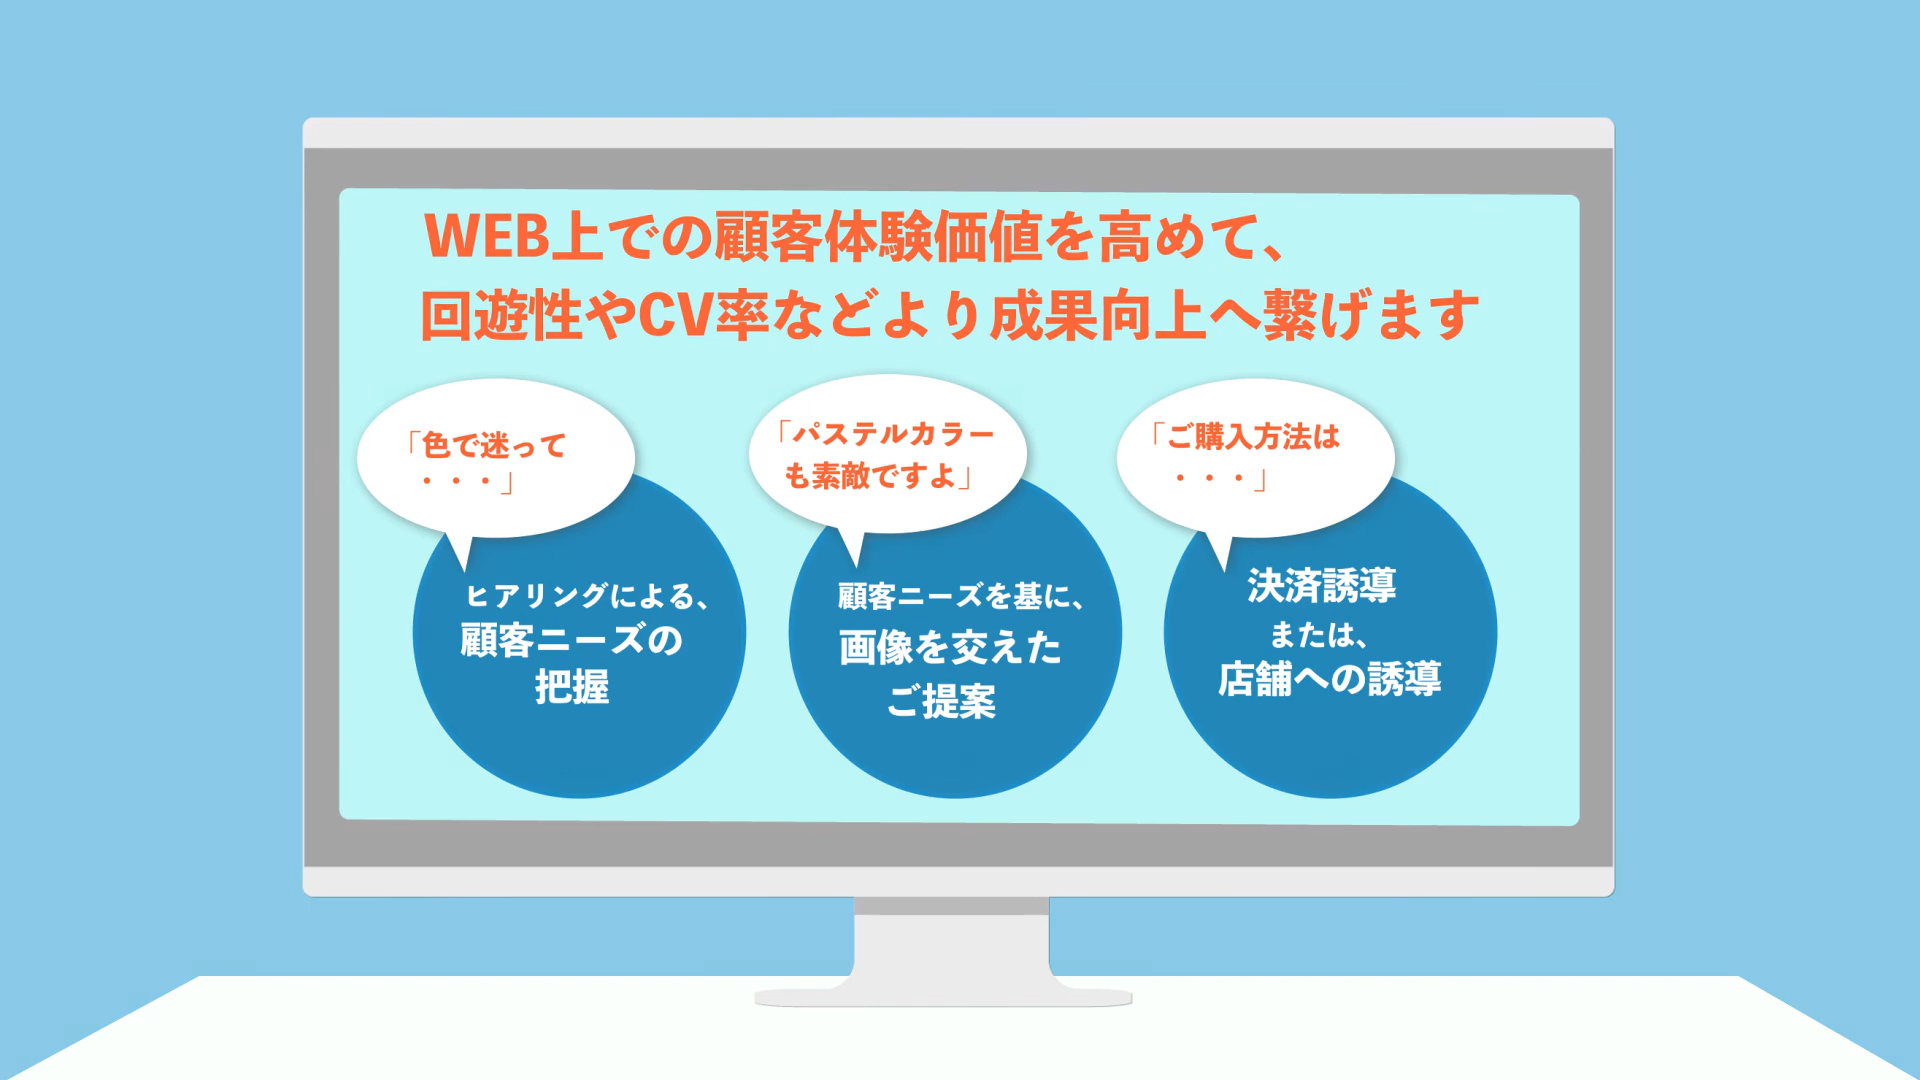 WEB上での顧客体験価値を高めて、
回遊性やCV率などより成果向上へ繋げます
「色で迷って
・・・」
ヒアリングによる、
顧客ニーズの
把握
「パステルカラー
も素敵ですよ」
顧客ニーズを基に、
画像を交えた
ご提案
「ご購入方法は
・・・」
決済誘導
または、
店舗への誘導